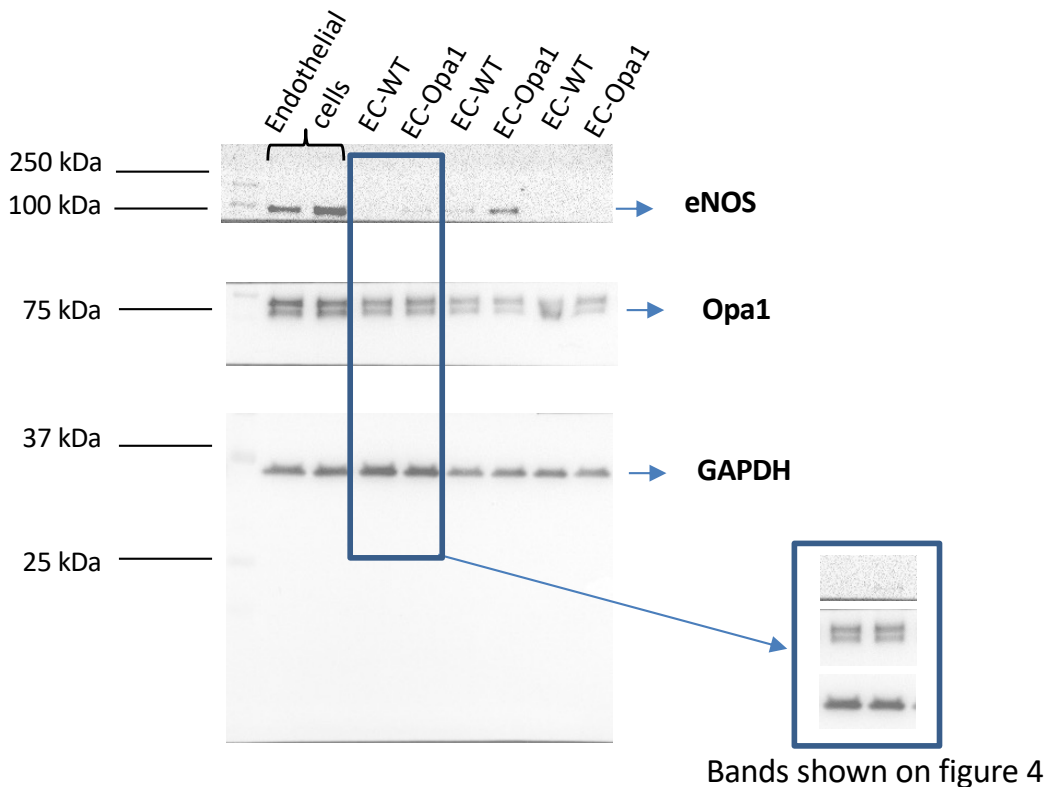 Endothelial
cells
EC-WT
EC-Opa1
EC-WT
EC-Opa1
EC-WT
EC-Opa1
250 kDa
100 kDa
eNOS
75 kDa
Opa1
37 kDa
GAPDH
25 kDa
Bands shown on figure 4